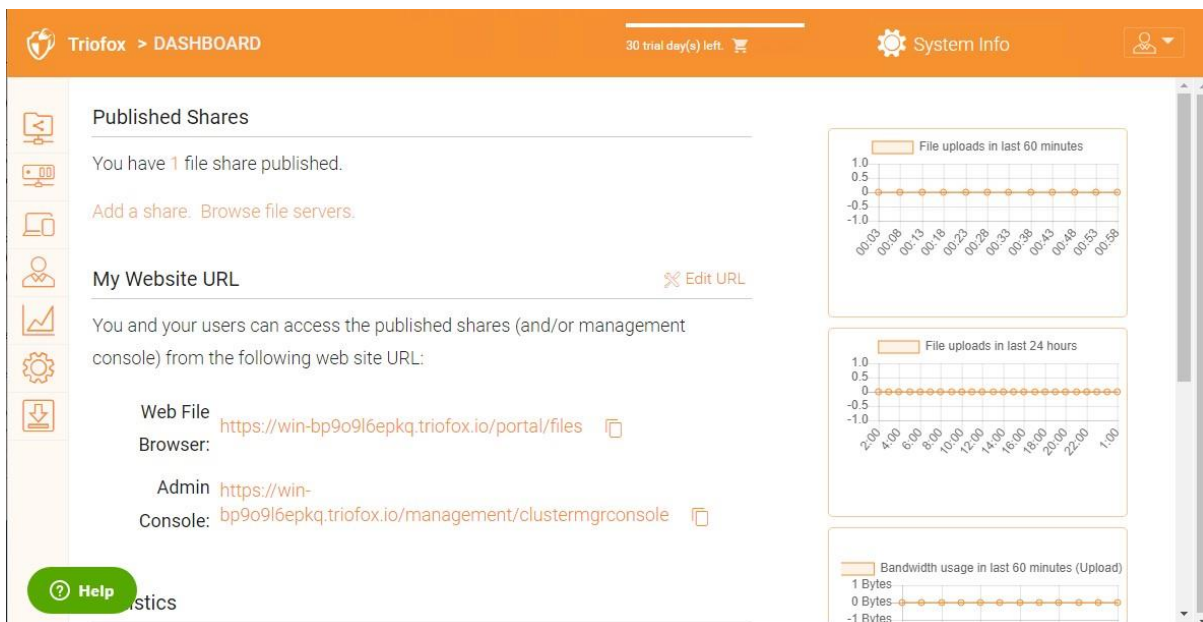 Triofox > DASHBOARD
30 trial day(s) left.
System Info
Published Shares
You have 1 file share published.
Add a share. Browse file servers.
My Website URL
Edit URL
You and your users can access the published shares (and/or management
console) from the following web site URL:
Web File
Browser:
https://win-bp9o9l6epkq.triofox.io/portal/files
Admin
Console:
https://win-
bp9o9l6epkq.triofox.io/management/clustermgrconsole
Help
istics
File uploads in last 60 minutes
1.0
0.5
0
-0.5
-1.0
00:03 00:08 00:13 00:18 00:23 00:28 00:33 00:38 00:43 00:48 00:53 00:58
File uploads in last 24 hours
1.0
0.5
0
-0.5
-1.0
2:00 4:00 6:00 8:00 10:00 12:00 14:00 16:00 18:00 20:00 22:00 1:00
Bandwidth usage in last 60 minutes (Upload)
1 Bytes
0 Bytes
-1 Bytes